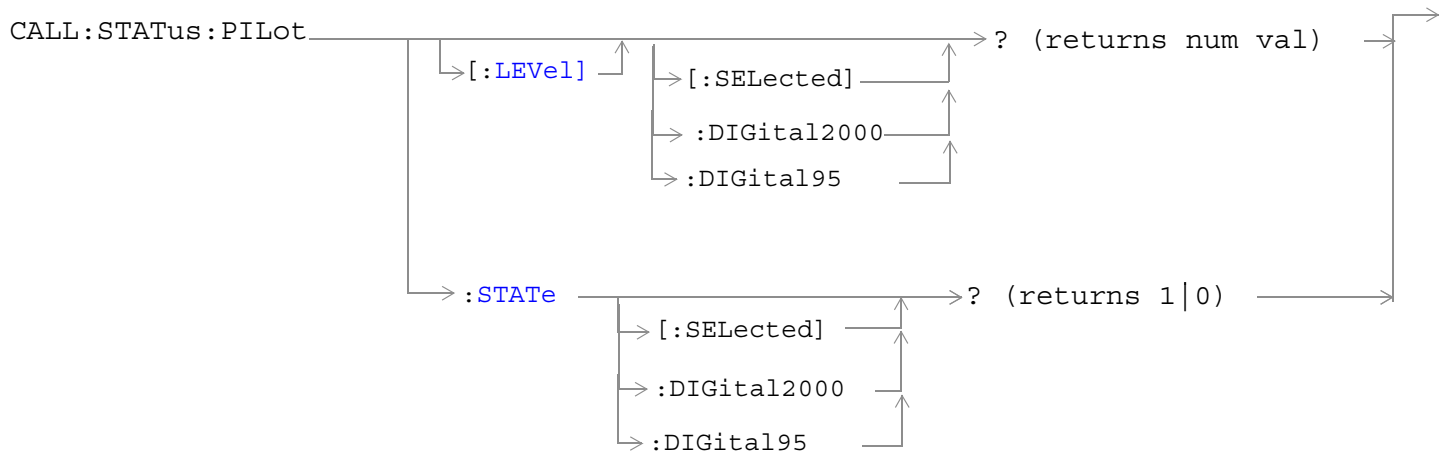 CALL:STATus:PILot
? (returns num val)
[:LEVel]
[:SELected]
:DIGital2000
:DIGital95
:STATe
? (returns 1|0)
[:SELected]
:DIGital2000
:DIGital95